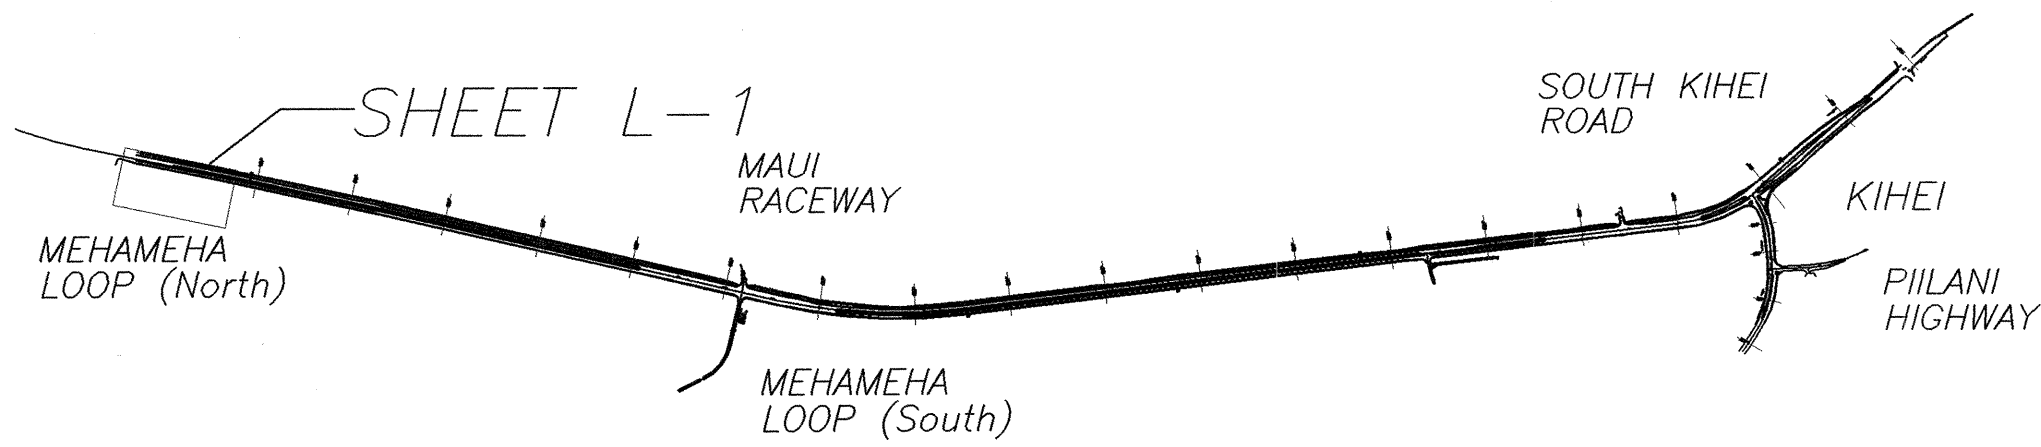 SHEET L-1
MAUI
RACEWAY
SOUTH KIHEI
ROAD
KIHEI
MEHAMEHA
LOOP (North)
PIILANI
HIGHWAY
MEHAMEHA
LOOP (South)